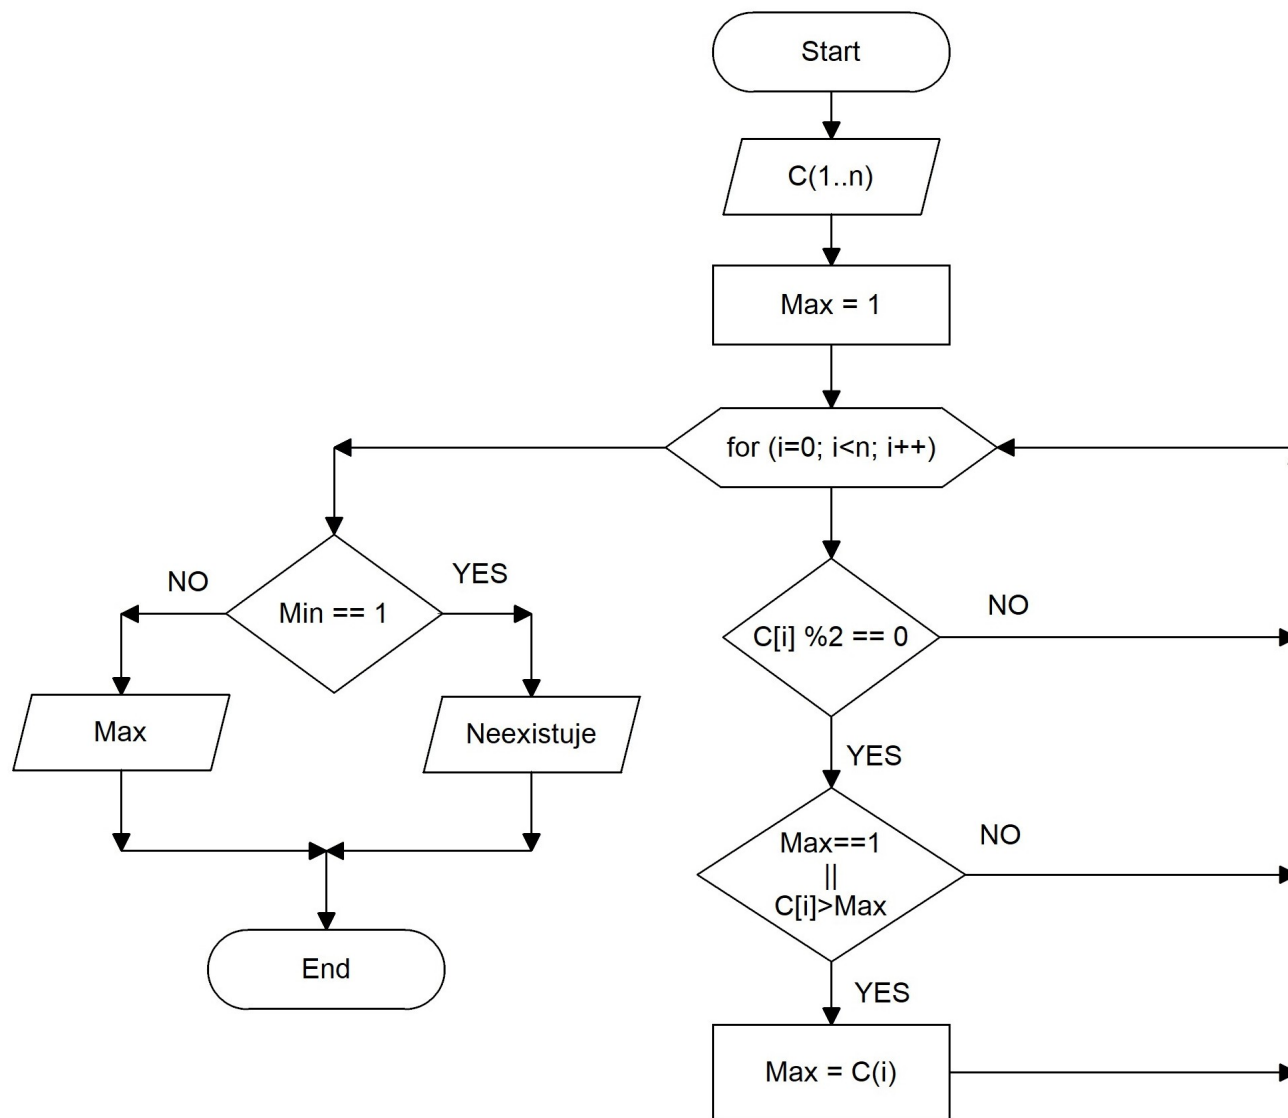 Start
C(1..n)
Max = 1
for (i=0; i<n; i++)
NO
YES
Min == 1
Max
Neexistuje
End
C[i] %2 == 0
NO
YES
Max==1
||
C[i]>Max
NO
YES
Max = C(i)